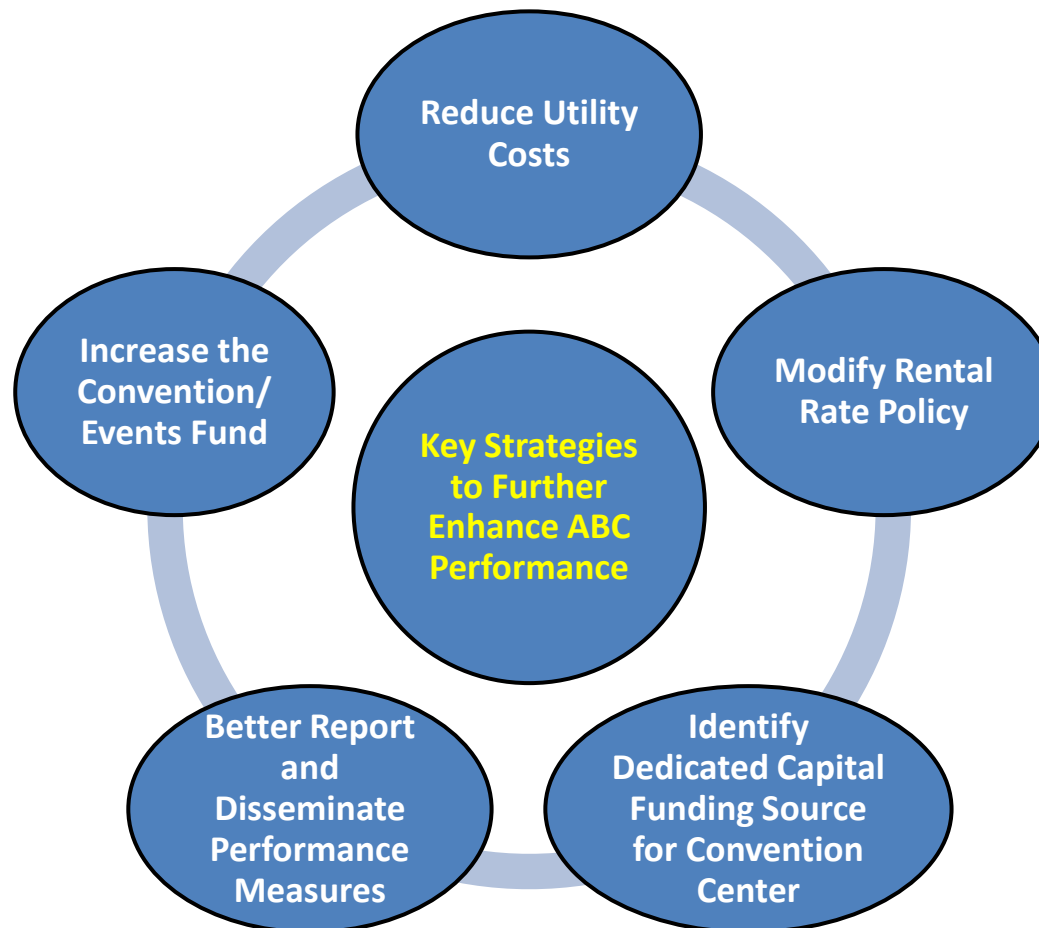 Reduce Utility
Costs
Modify Rental
Rate Policy
Identify
Dedicated Capital
Funding Source
for Convention
Center
Better Report
and
Disseminate
Performance
Measures
Increase the
Convention/
Events Fund
Key Strategies
to Further
Enhance ABC
Performance